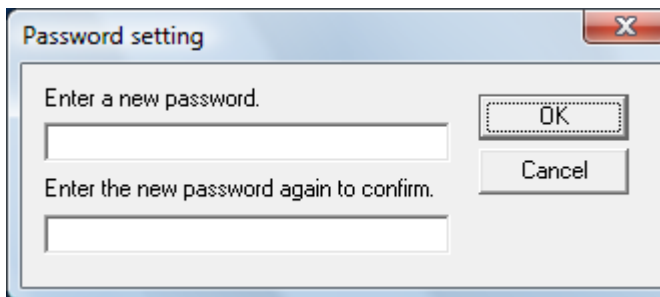 Password setting
Enter a new password.
OK
Cancel
Enter the new password again to confirm.